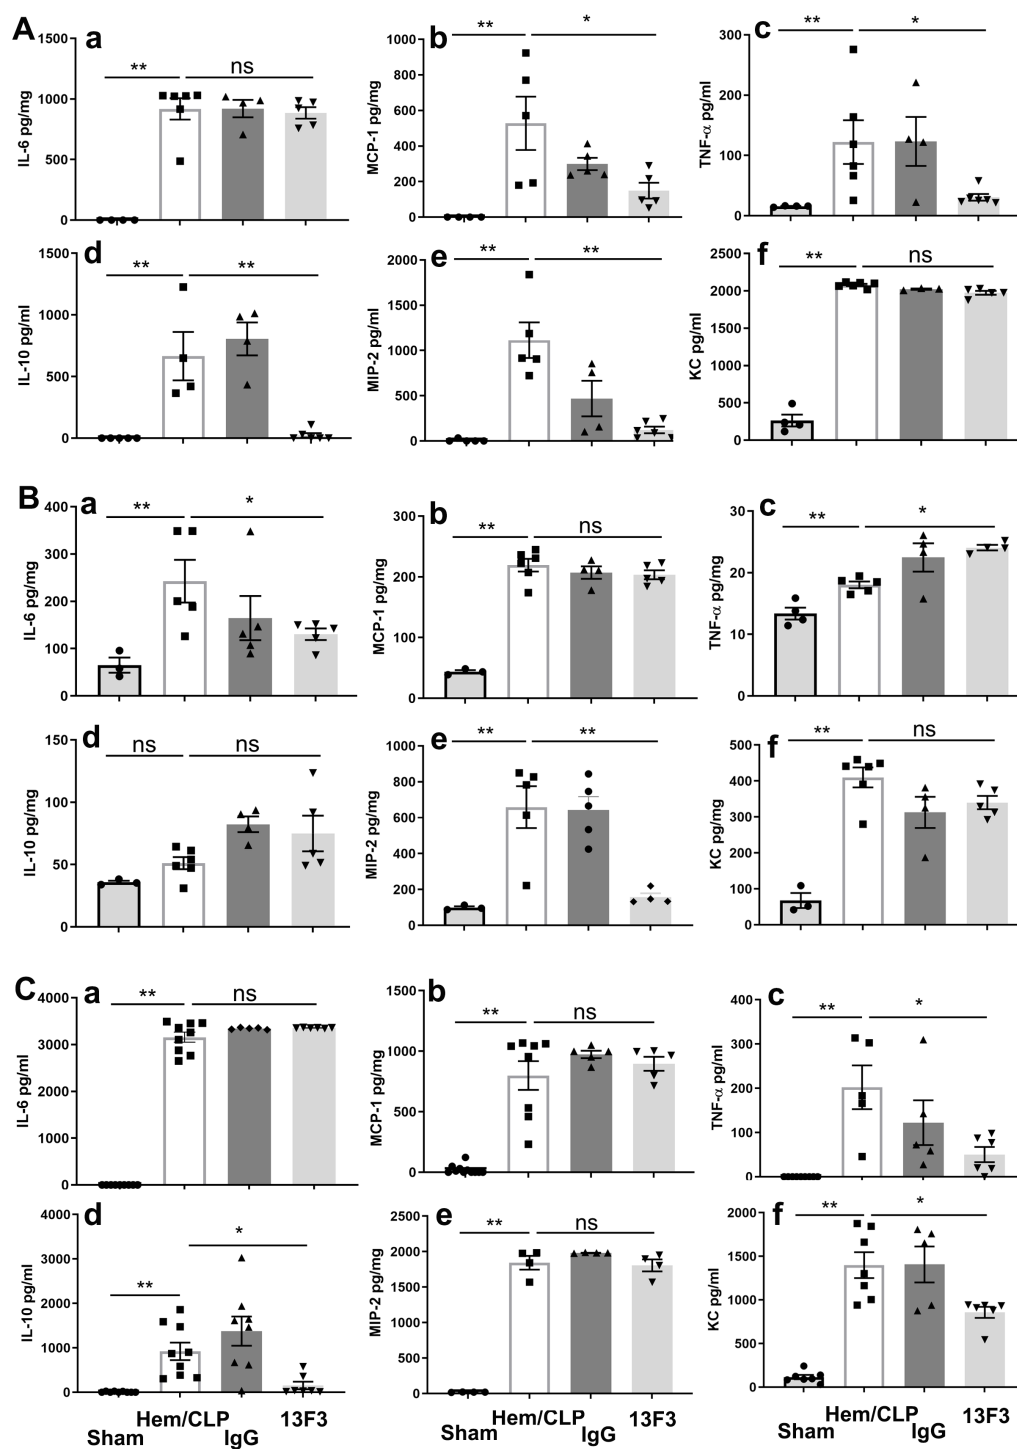 A
a
** ns
IL-6 pg/mg
1500
1000
500
0
b
** *
MCP-1 pg/mg
1000
800
600
400
200
0
c
** *
TNF-α pg/ml
300
200
100
0
d
** **
IL-10 pg/mg
1500
1000
500
0
e
** **
MIP-2 pg/ml
2000
1500
1000
500
0
f
** ns
KC pg/ml
2500
2000
1500
500
0
B
a
** *
IL-6 pg/mg
400
300
200
100
0
b
** ns
MCP-1 pg/mg
300
200
100
0
c
** *
TNF-α pg/mg
30
20
10
0
d
ns ns
IL-10 pg/mg
150
100
50
0
e
** **
MIP-2 pg/mg
1000
800
600
400
200
0
f
** ns
KC pg/mg
500
400
300
200
100
0
C
a
** ns
IL-6 pg/ml
4000
3000
2000
1000
0
b
** ns
MCP-1 pg/mg
1500
1000
500
0
c
** *
TNF-α pg/mg
400
300
200
100
0
d
** *
IL-10 pg/ml
4000
3000
2000
1000
0
e
** ns
MIP-2 pg/mg
2500
2000
1500
1000
500
0
f
** *
KC pg/ml
2000
1500
1000
500
0
Hem/CLP 13F3
Sham IgG
Hem/CLP 13F3
Sham IgG
Hem/CLP 13F3
Sham IgG